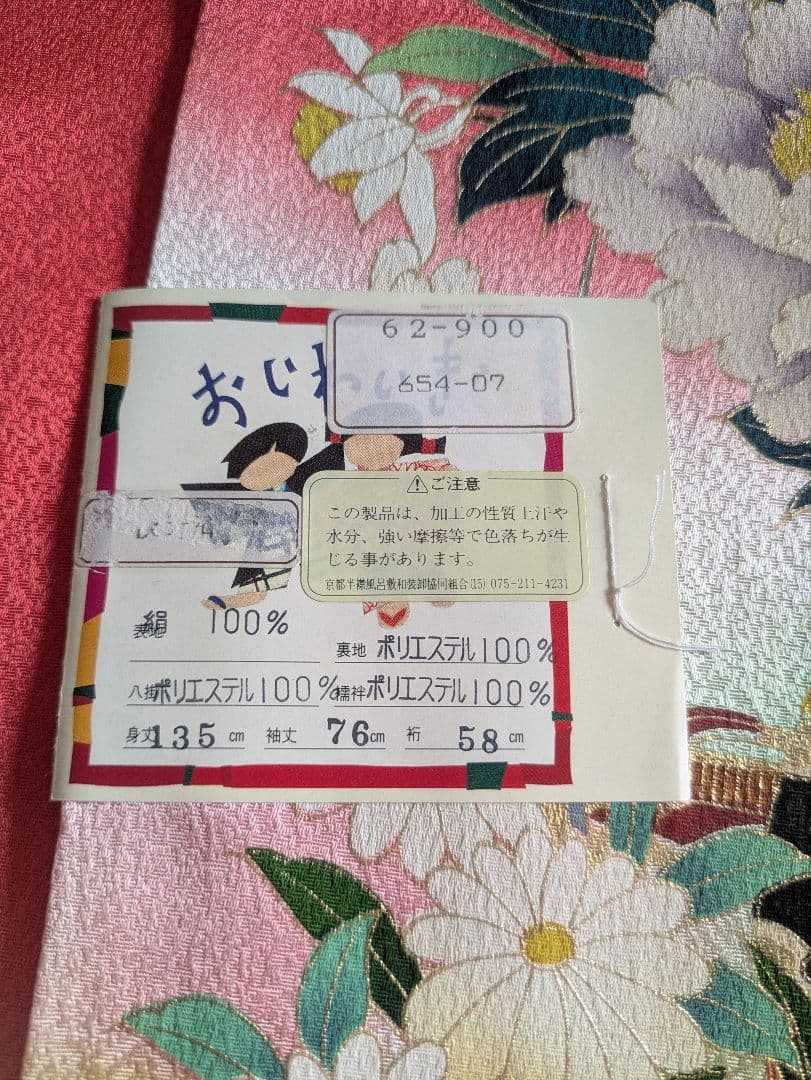 62-900
654-07
おいわい
⚠ご注意
この製品は、加工の性質上汗や
水分、強い摩擦等で色落ちが生
じる事があります。
京都半襟風呂敷和装卸協同組合(15) 075-211-4231
表地 絹 100%
裏地 ポリエステル100%
八掛 ポリエステル100% 襦袢 ポリエステル100%
身丈 135 cm 袖丈 76 cm 裄 58 cm